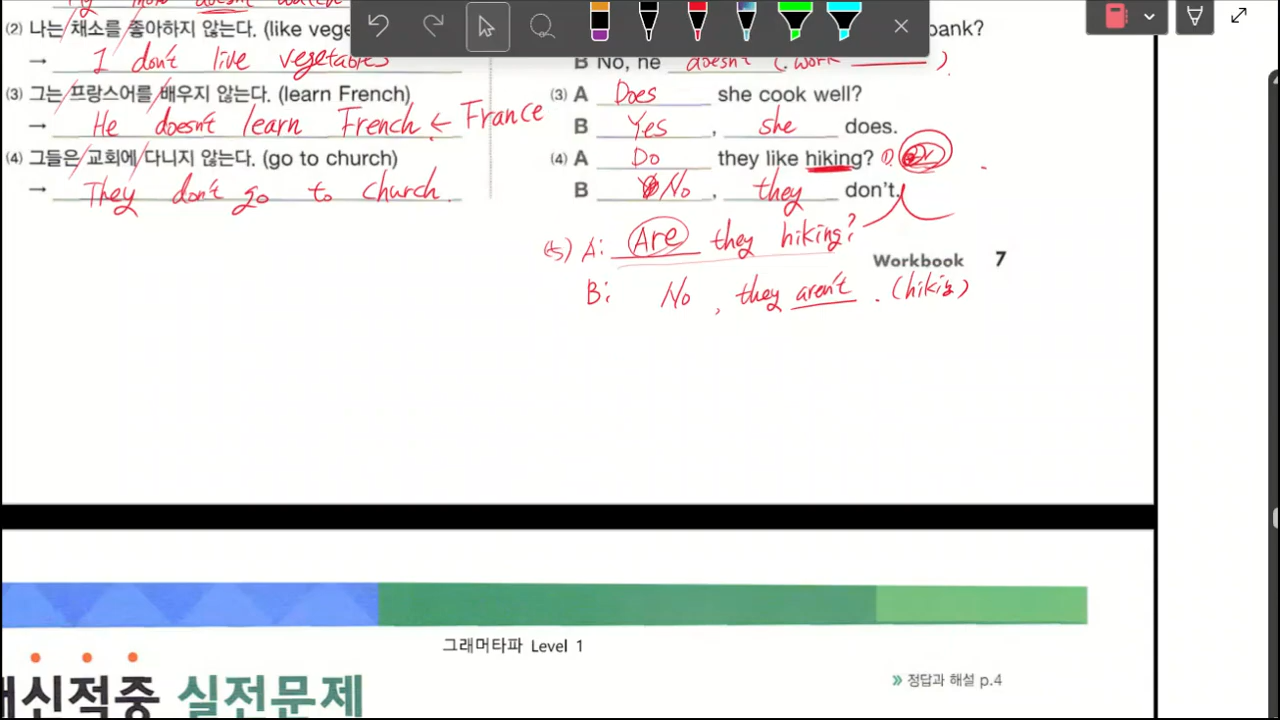 (2) 나는 채소를 좋아하지 않는다. (like vege
→ I don't live vegetables
(3) 그는 프랑스어를 배우지 않는다. (learn French)
→ He doesn't learn French ← France
(4) 그들은 교회에 다니지 않는다. (go to church)
→ They don't go to church.
bank?
B No, he doesn't (work ).
(3) A Does she cook well?
B Yes , she does.
(4) A Do they like hiking?
B No , they don't.
(5) A: Are they hiking?
B: No , they aren't . (hiking)
Workbook 7
그래머타파 Level 1
» 정답과 해설 p.4
내신적중 실전문제